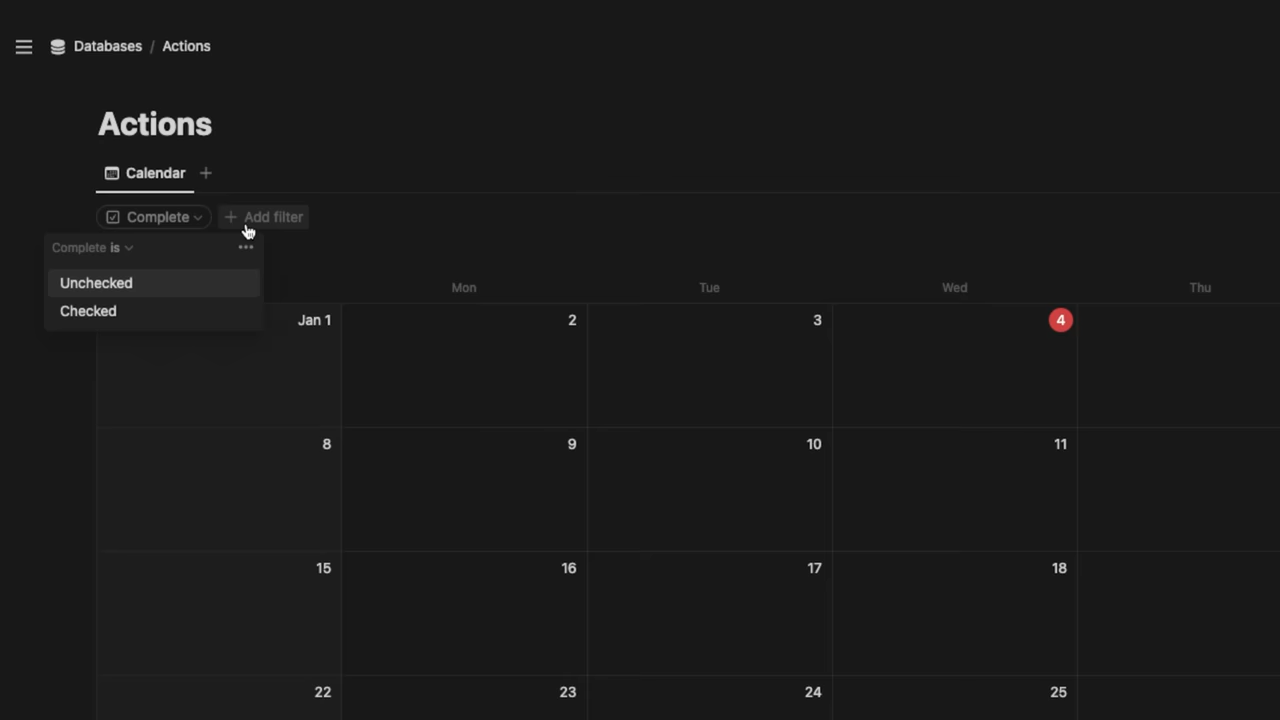 Databases / Actions
Actions
Calendar +
Complete + Add filter
Complete is •••
Unchecked
Checked
Mon Tue Wed Thu
Jan 1 2 3 4
8 9 10 11
15 16 17 18
22 23 24 25